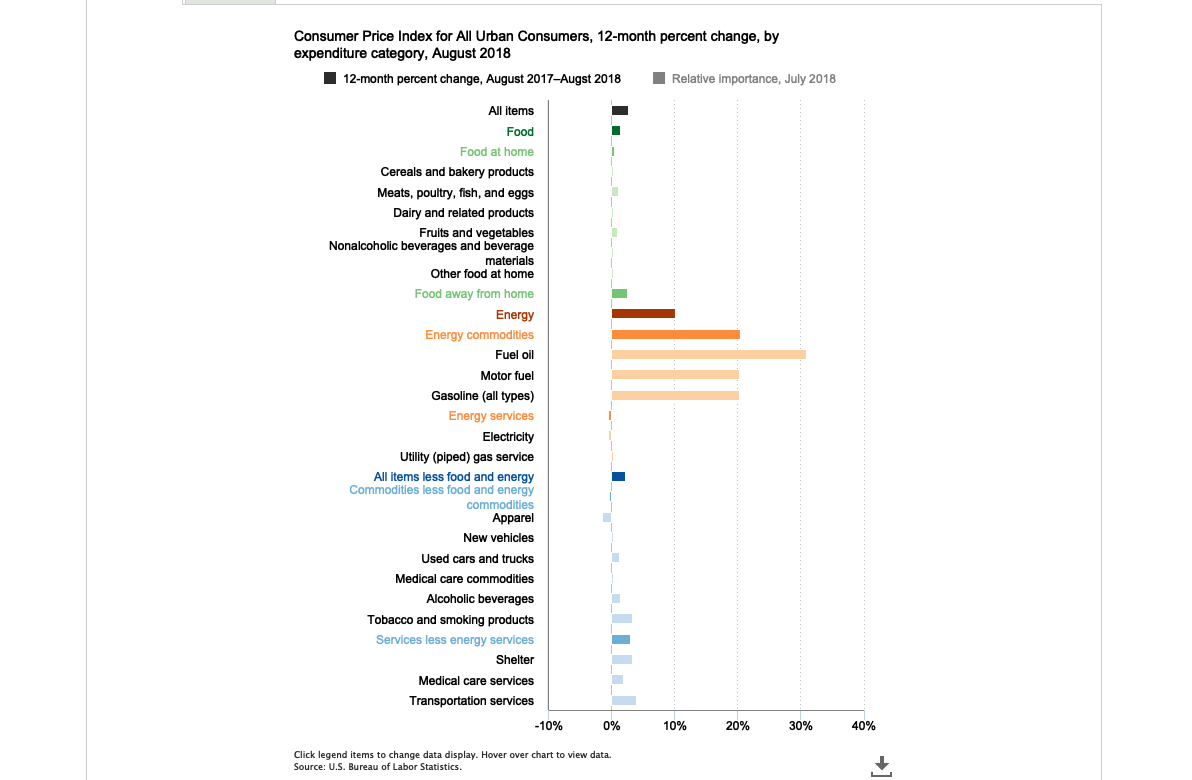 Consumer Price Index for All Urban Consumers, 12-month percent change, by
expenditure category, August 2018
12-month percent change, August 2017–Augst 2018
Relative importance, July 2018
All items
Food
Food at home
Cereals and bakery products
Meats, poultry, fish, and eggs
Dairy and related products
Fruits and vegetables
Nonalcoholic beverages and beverage
materials
Other food at home
Food away from home
Energy
Energy commodities
Fuel oil
Motor fuel
Gasoline (all types)
Energy services
Electricity
Utility (piped) gas service
All items less food and energy
Commodities less food and energy
commodities
Apparel
New vehicles
Used cars and trucks
Medical care commodities
Alcoholic beverages
Tobacco and smoking products
Services less energy services
Shelter
Medical care services
Transportation services
-10% 0% 10% 20% 30% 40%
Click legend items to change data display. Hover over chart to view data.
Source: U.S. Bureau of Labor Statistics.